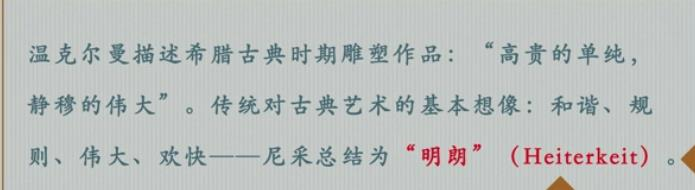 温克尔曼描述希腊古典时期雕塑作品：“高贵的单纯，
静穆的伟大”。传统对古典艺术的基本想像：和谐、规
则、伟大、欢快——尼采总结为“明朗”（Heiterkeit）。